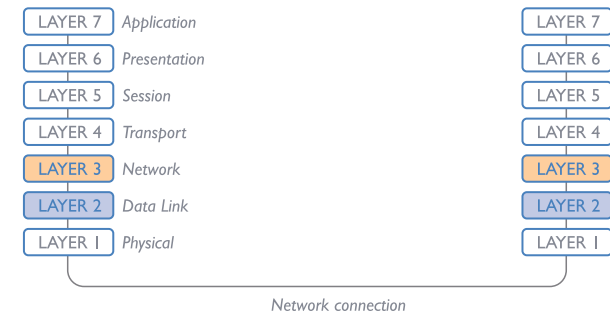 LAYER 7 Application LAYER 7
LAYER 6 Presentation LAYER 6
LAYER 5 Session LAYER 5
LAYER 4 Transport LAYER 4
LAYER 3 Network LAYER 3
LAYER 2 Data Link LAYER 2
LAYER 1 Physical LAYER 1
Network connection